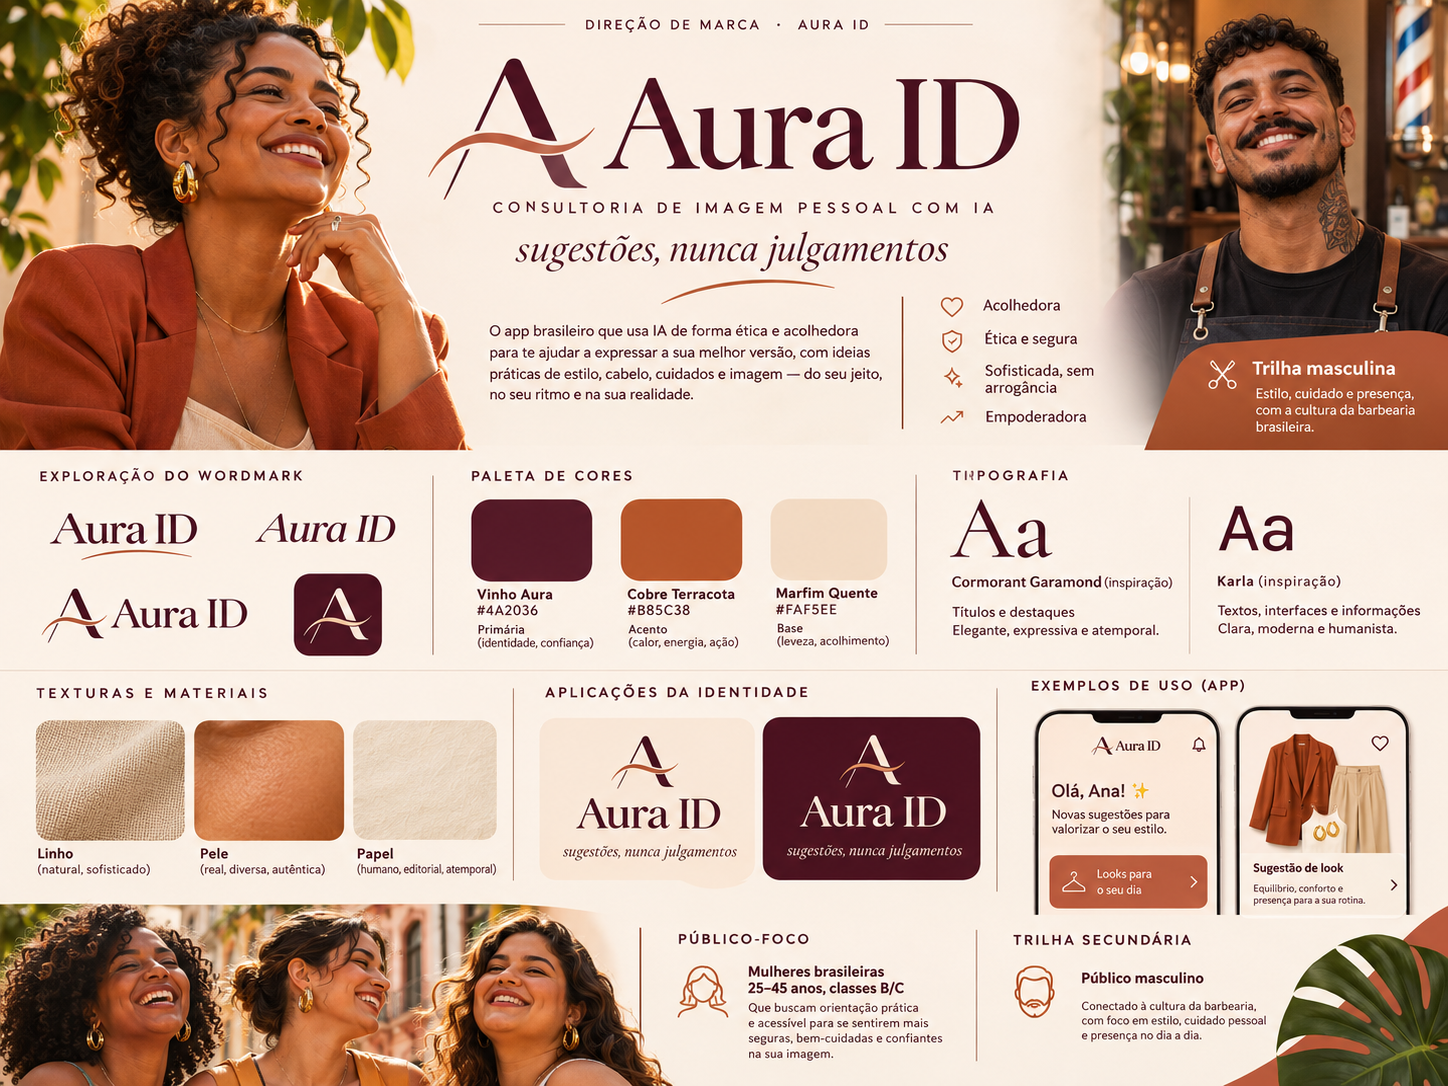 DIREÇÃO DE MARCA · AURA ID
Aura ID
CONSULTORIA DE IMAGEM PESSOAL COM IA
sugestões, nunca julgamentos
O app brasileiro que usa IA de forma ética e acolhedora
para te ajudar a expressar a sua melhor versão, com ideias
práticas de estilo, cabelo, cuidados e imagem — do seu jeito,
no seu ritmo e na sua realidade.
Acolhedora
Ética e segura
Sofisticada, sem
arrogância
Empoderadora
Trilha masculina
Estilo, cuidado e presença,
com a cultura da barbearia
brasileira.
EXPLORAÇÃO DO WORDMARK
Aura ID
Aura ID
A Aura ID
A
PALETA DE CORES
Vinho Aura
#4A2036
Primária
(identidade, confiança)
Cobre Terracota
#B85C38
Acento
(calor, energia, ação)
Marfim Quente
#FAF5EE
Base
(leveza, acolhimento)
TIPOGRAFIA
Aa
Cormorant Garamond (inspiração)
Títulos e destaques
Elegante, expressiva e atemporal.
Aa
Karla (inspiração)
Textos, interfaces e informações
Clara, moderna e humanista.
TEXTURAS E MATERIAIS
Linho
(natural, sofisticado)
Pele
(real, diversa, autêntica)
Papel
(humano, editorial, atemporal)
APLICAÇÕES DA IDENTIDADE
A
Aura ID
sugestões, nunca julgamentos
A
Aura ID
sugestões, nunca julgamentos
EXEMPLOS DE USO (APP)
A Aura ID
Olá, Ana! ✨
Novas sugestões para
valorizar o seu estilo.
Looks para
o seu dia
Sugestão de look
Equilíbrio, conforto e
presença para a sua rotina.
PÚBLICO-FOCO
Mulheres brasileiras
25–45 anos, classes B/C
Que buscam orientação prática
e acessível para se sentirem mais
seguras, bem-cuidadas e confiantes
na sua imagem.
TRILHA SECUNDÁRIA
Público masculino
Conectado à cultura da barbearia,
com foco em estilo, cuidado pessoal
e presença no dia a dia.